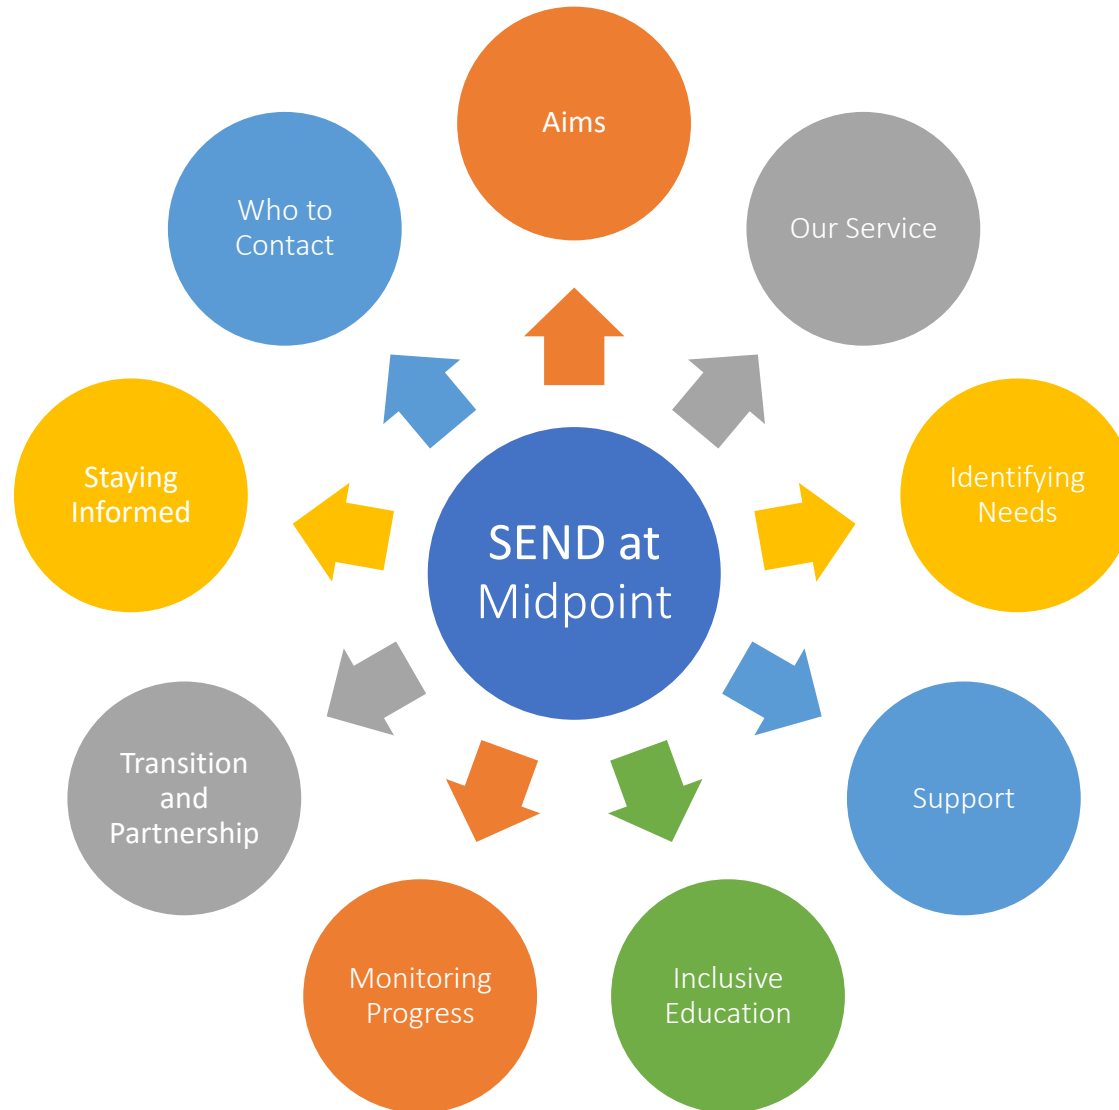 SEND at
Midpoint
Aims
Our Service
Identifying
Needs
Support
Inclusive
Education
Monitoring
Progress
Transition
and
Partnership
Staying
Informed
Who to
Contact